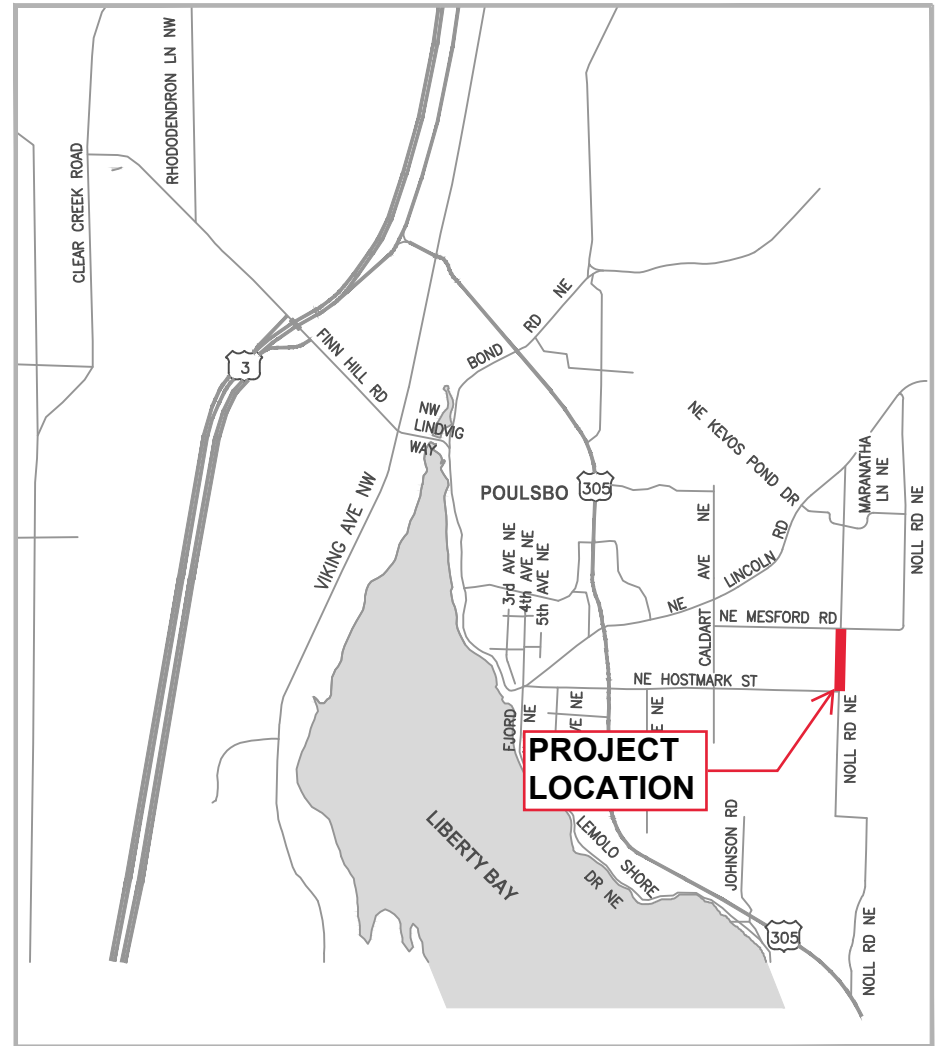 RHODODENDRON LN NW
CLEAR CREEK ROAD
3
FINN HILL RD
BOND RD NE
NW
LINDVIG
WAY
VIKING AVE NW
POULSBO
305
NE KEVOS POND DR
MARANATHA
LN NE
NOLL RD NE
3rd AVE NE
4th AVE NE
5th AVE NE
CALDART AVE NE
NE LINCOLN RD
NE MESFORD RD
NE HOSTMARK ST
FJORD
NE
VE NE
E NE
NOLL RD NE
PROJECT
LOCATION
LIBERTY BAY
LEMOLO SHORE
DR NE
JOHNSON RD
305
NOLL RD NE